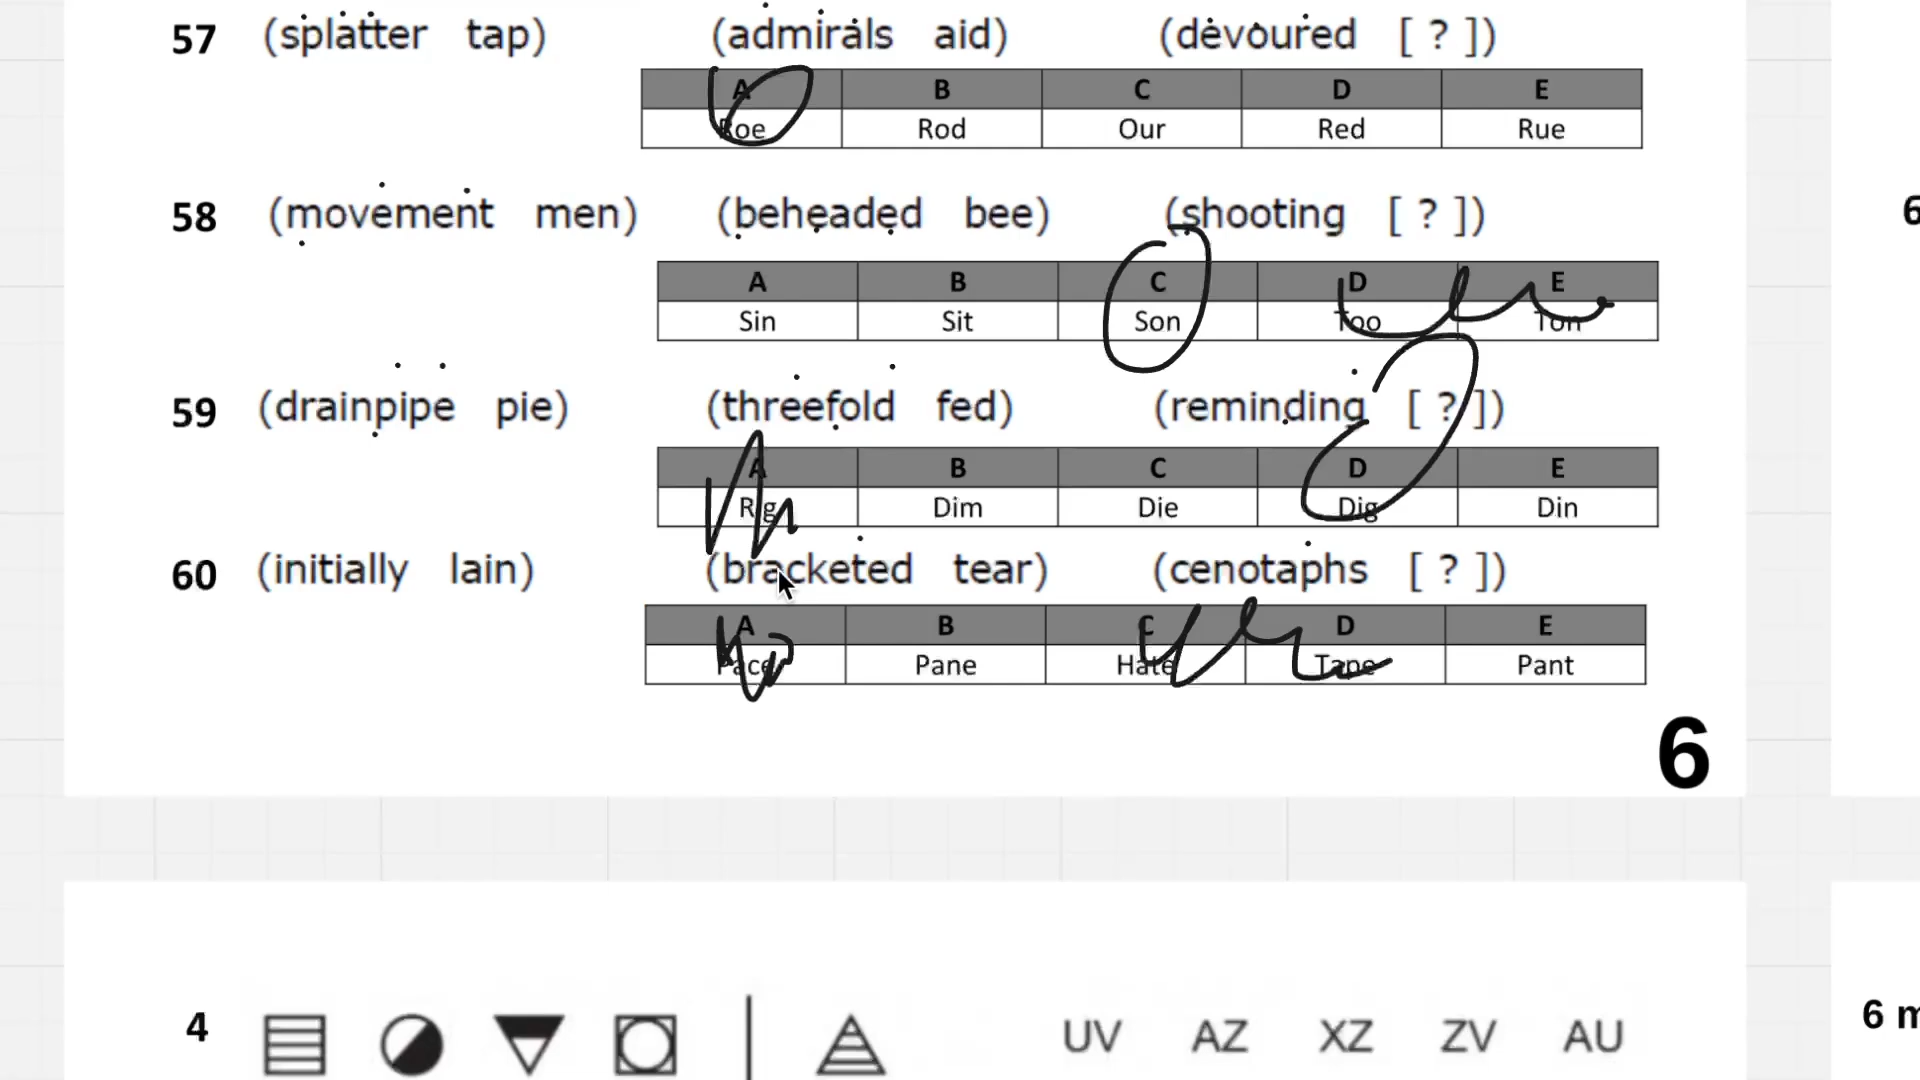 57 (splatter tap) (admirals aid) (devoured [ ? ])
A B C D E
Roe Rod Our Red Rue
58 (movement men) (beheaded bee) (shooting [ ? ])
A B C D E
Sin Sit Son Too Ton
59 (drainpipe pie) (threefold fed) (reminding [ ? ])
A B C D E
Rig Dim Die Dig Din
60 (initially lain) (bracketed tear) (cenotaphs [ ? ])
A B C D E
Pace Pane Hate Tape Pant
6
4 UV AZ XZ ZV AU
6
6 m